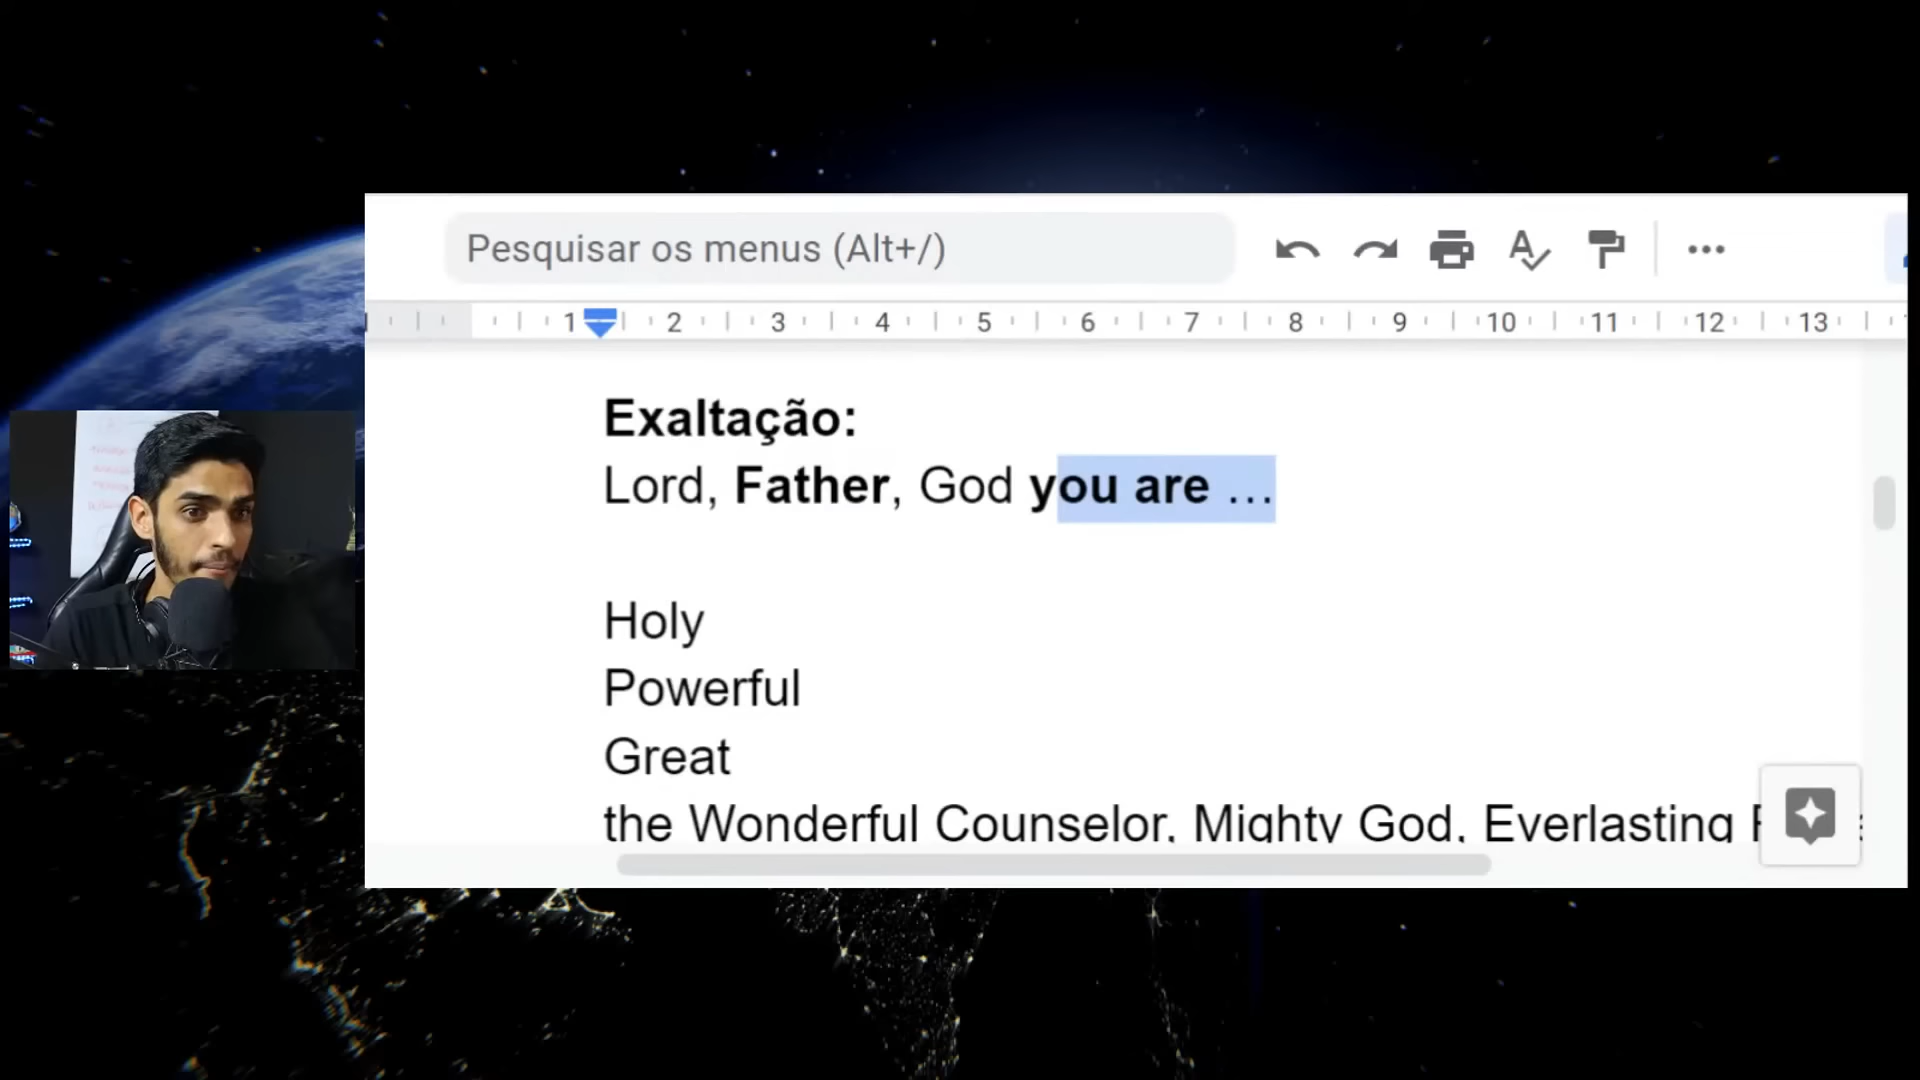 Pesquisar os menus (Alt+/)
1 2 3 4 5 6 7 8 9 10 11 12 13
Exaltação:
Lord, Father, God you are ...
Holy
Powerful
Great
the Wonderful Counselor, Mighty God, Everlasting